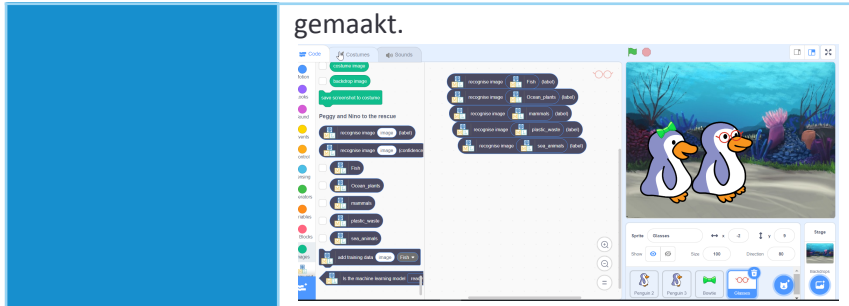 gemaakt.
Code Costumes Sounds
costume image
backdrop image
save screenshot to costume
Peggy and Nino to the rescue
recognise image image (label)
recognise image image (confidence
Fish
Ocean_plants
mammals
plastic_waste
sea_animals
add training data image Fish
Is the machine learning model
recognise image Fish (label)
recognise image Ocean_plants (label)
recognise image mammals (label)
recognise image plastic_waste (label)
recognise image sea_animals (label)
Sprite Glasses x -2 y 9
Show Size 100 Direction 90
Stage
Backdrops
Penguin 2 Penguin 3 Bowtie Glasses